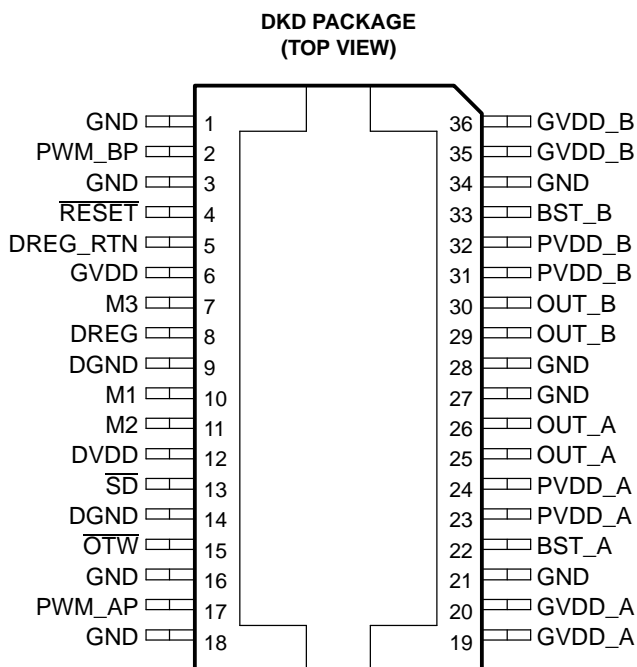 DKD PACKAGE
(TOP VIEW)
GND 1 36 GVDD_B
PWM_BP 2 35 GVDD_B
GND 3 34 GND
RESET 4 33 BST_B
DREG_RTN 5 32 PVDD_B
GVDD 6 31 PVDD_B
M3 7 30 OUT_B
DREG 8 29 OUT_B
DGND 9 28 GND
M1 10 27 GND
M2 11 26 OUT_A
DVDD 12 25 OUT_A
SD 13 24 PVDD_A
DGND 14 23 PVDD_A
OTW 15 22 BST_A
GND 16 21 GND
PWM_AP 17 20 GVDD_A
GND 18 19 GVDD_A